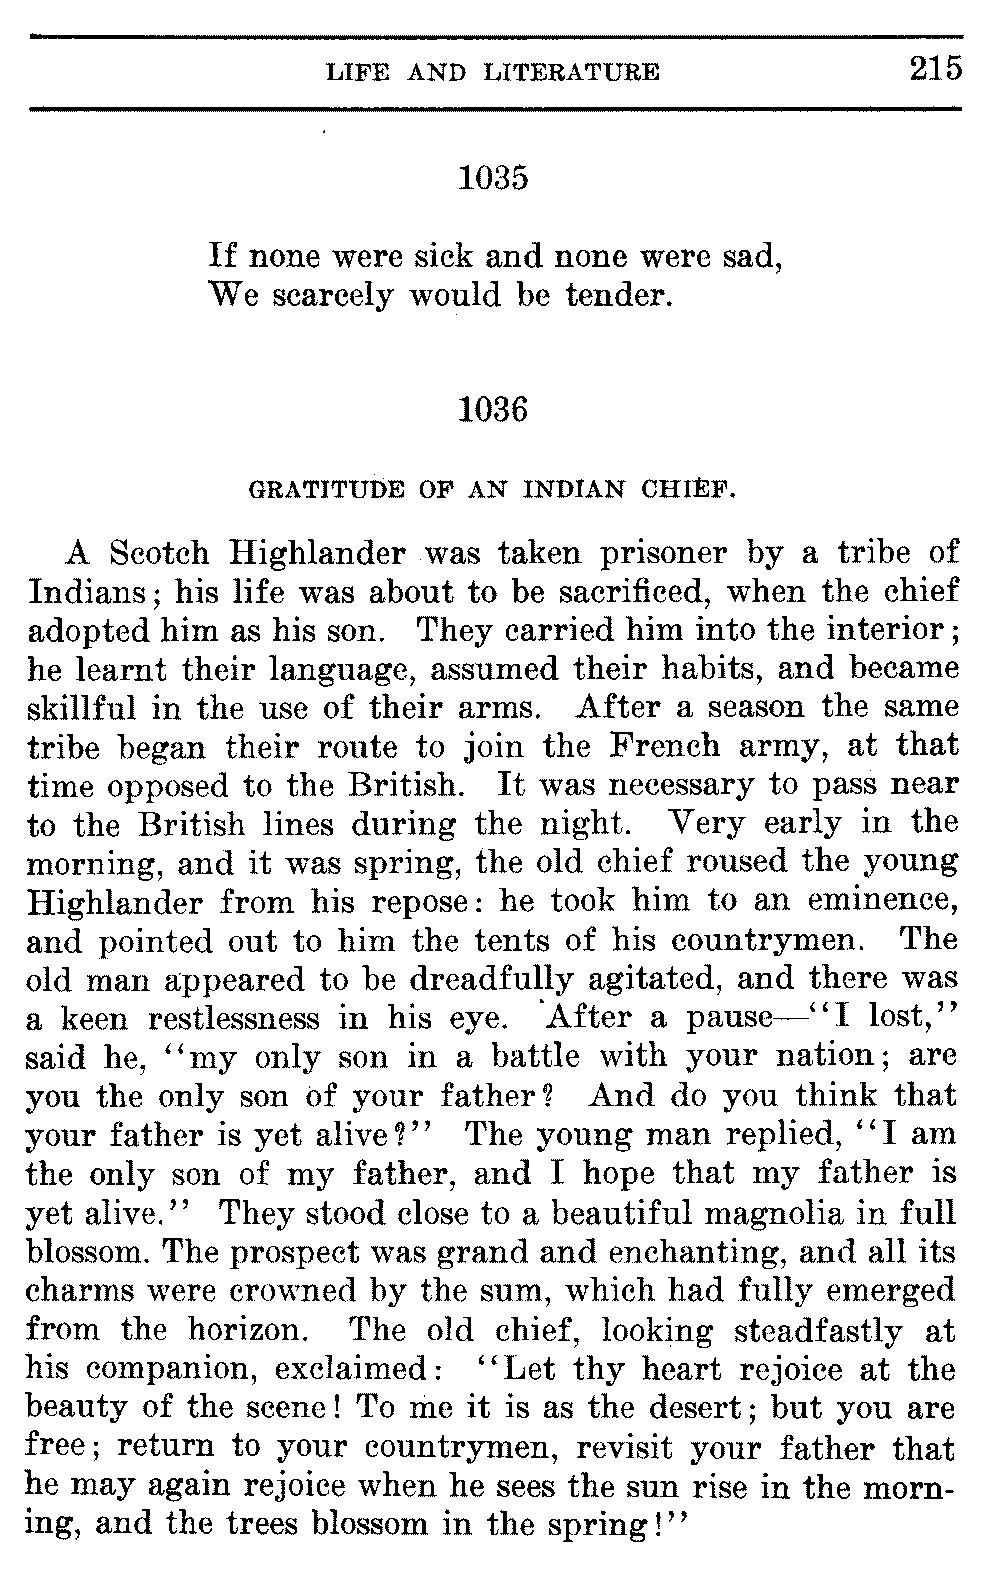 LIFE AND LITERATURE 215
1035
If none were sick and none were sad,
We scarcely would be tender.
1036
GRATITUDE OF AN INDIAN CHIEF.
A Scotch Highlander was taken prisoner by a tribe of
Indians; his life was about to be sacrificed, when the chief
adopted him as his son. They carried him into the interior;
he learnt their language, assumed their habits, and became
skillful in the use of their arms. After a season the same
tribe began their route to join the French army, at that
time opposed to the British. It was necessary to pass near
to the British lines during the night. Very early in the
morning, and it was spring, the old chief roused the young
Highlander from his repose: he took him to an eminence,
and pointed out to him the tents of his countrymen. The
old man appeared to be dreadfully agitated, and there was
a keen restlessness in his eye. After a pause—"I lost,"
said he, "my only son in a battle with your nation; are
you the only son of your father? And do you think that
your father is yet alive?" The young man replied, "I am
the only son of my father, and I hope that my father is
yet alive." They stood close to a beautiful magnolia in full
blossom. The prospect was grand and enchanting, and all its
charms were crowned by the sum, which had fully emerged
from the horizon. The old chief, looking steadfastly at
his companion, exclaimed: "Let thy heart rejoice at the
beauty of the scene! To me it is as the desert; but you are
free; return to your countrymen, revisit your father that
he may again rejoice when he sees the sun rise in the morn-
ing, and the trees blossom in the spring!"